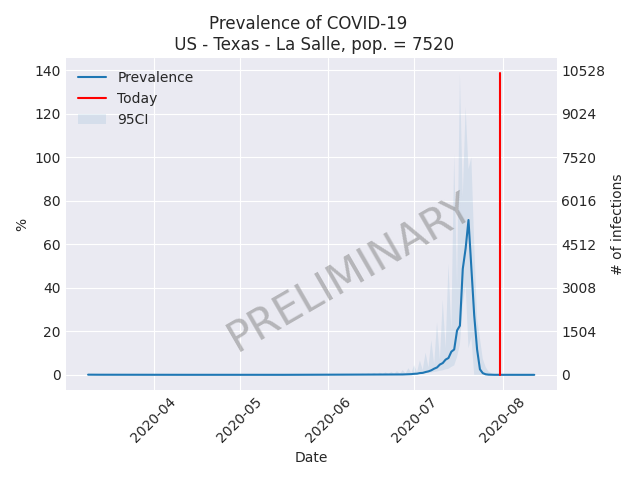 Prevalence of COVID-19
US - Texas - La Salle, pop. = 7520
Prevalence
Today
95CI
140
120
100
80
60
40
20
0
%
10528
9024
7520
6016
4512
3008
1504
0
# of infections
PRELIMINARY
2020-04
2020-05
2020-06
2020-07
2020-08
Date